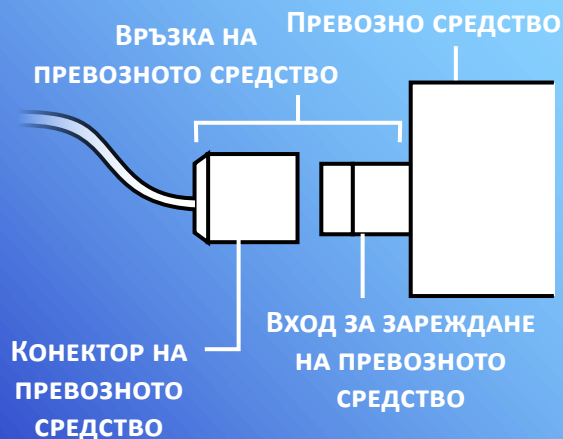 Връзка на
превозното средство
Превозно средство
Конектор на
превозното
средство
Вход за зареждане
на превозното
средство